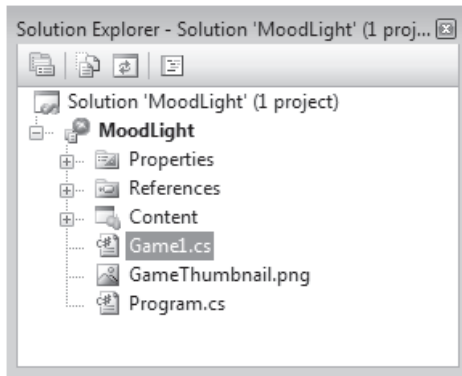 Solution Explorer - Solution 'MoodLight' (1 proj...
Solution 'MoodLight' (1 project)
MoodLight
Properties
References
Content
Game1.cs
GameThumbnail.png
Program.cs